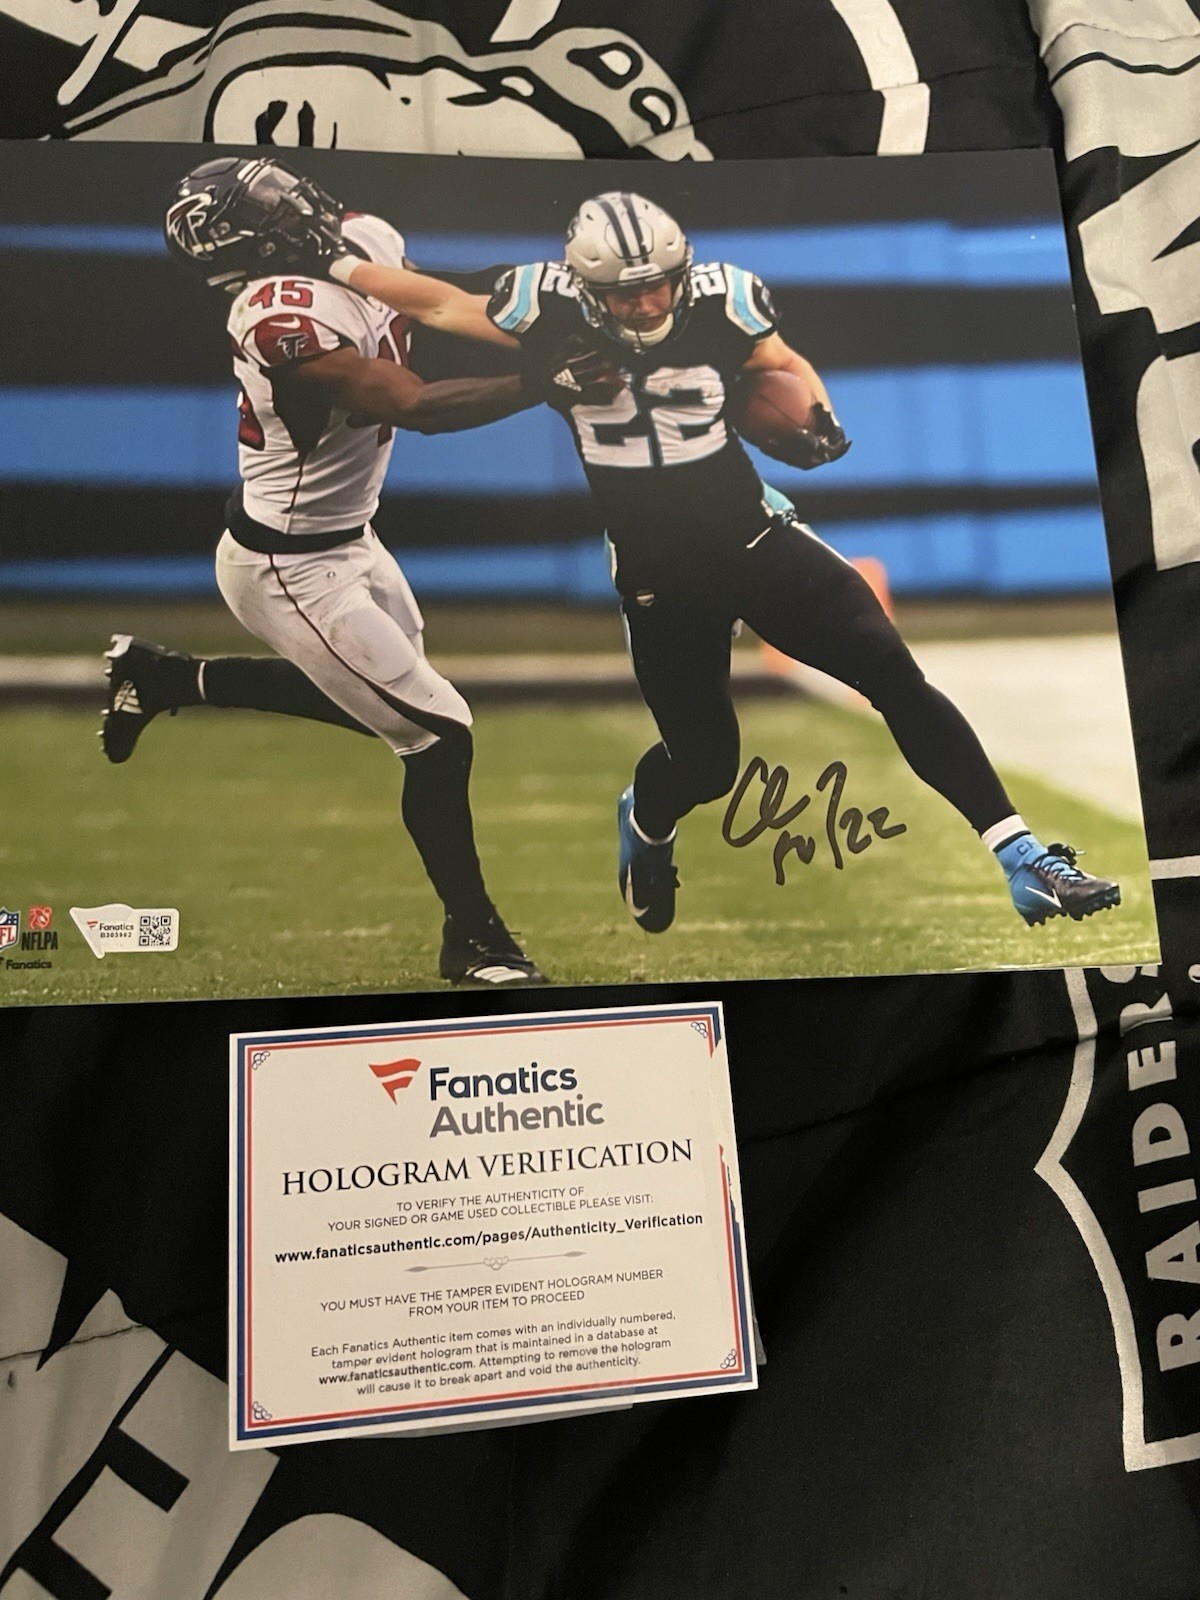 45
22
22
22
22
NFLPA
Fanatics
Fanatics
B303962
RAIDERS
Fanatics
Authentic
HOLOGRAM VERIFICATION
TO VERIFY THE AUTHENTICITY OF
YOUR SIGNED OR GAME USED COLLECTIBLE PLEASE VISIT:
www.fanaticsauthentic.com/pages/Authenticity_Verification
YOU MUST HAVE THE TAMPER EVIDENT HOLOGRAM NUMBER
FROM YOUR ITEM TO PROCEED
Each Fanatics Authentic item comes with an individually numbered,
tamper evident hologram that is maintained in a database at
www.fanaticsauthentic.com. Attempting to remove the hologram
will cause it to break apart and void the authenticity.